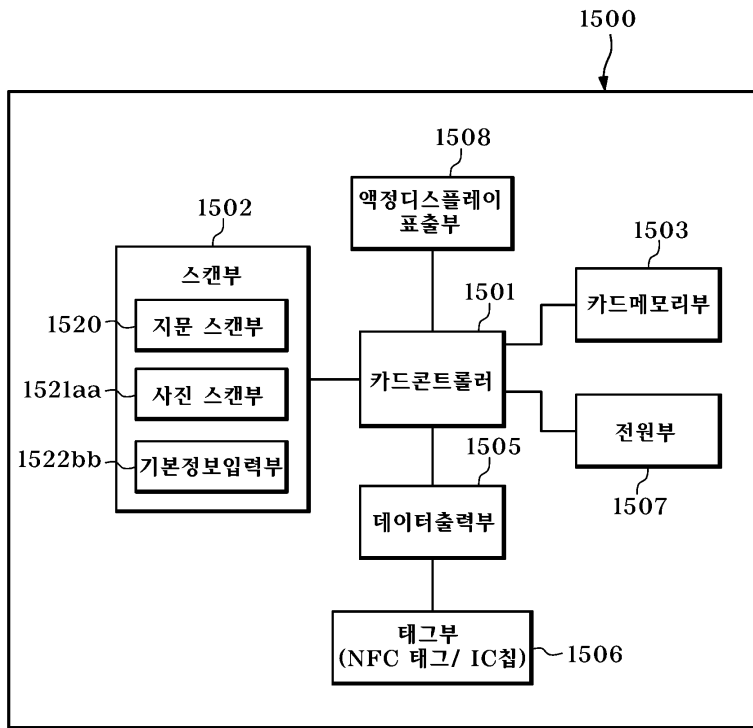 1500
1508
액정디스플레이
표출부
1502
스캔부
1503
카드메모리부
1501
카드콘트롤러
1520
지문 스캔부
1521aa
사진 스캔부
1522bb
기본정보입력부
전원부
1507
1505
데이터출력부
태그부
(NFC 태그/ IC칩)
1506